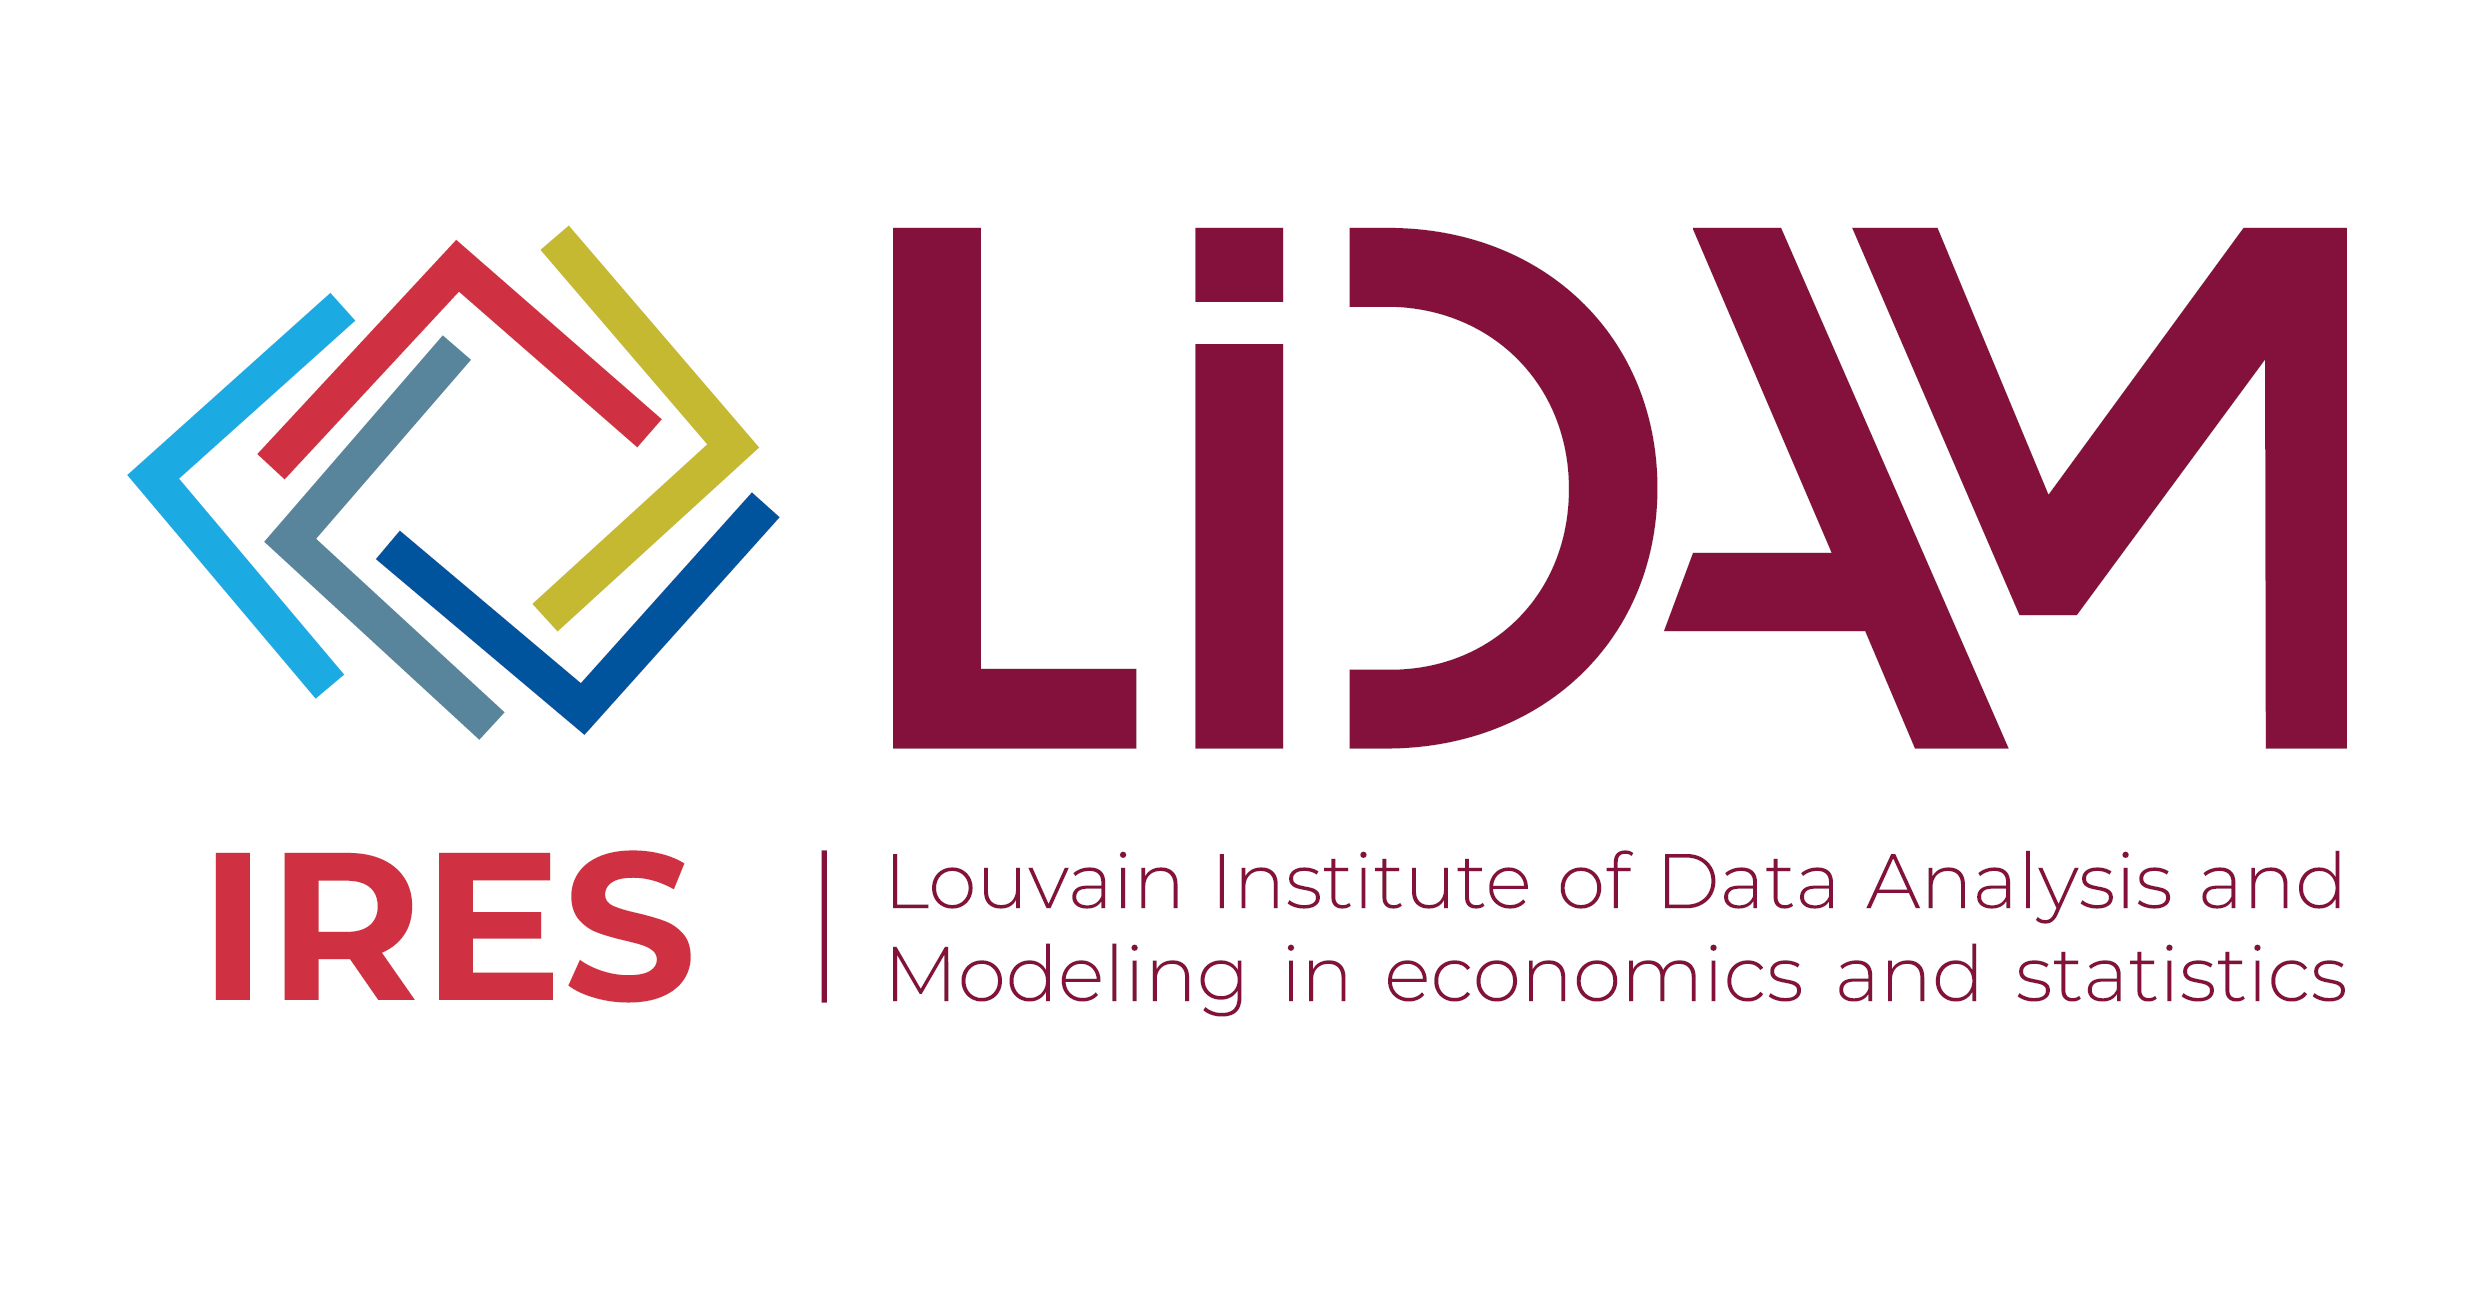 LiDAM
IRES
Louvain Institute of Data Analysis and
Modeling in economics and statistics